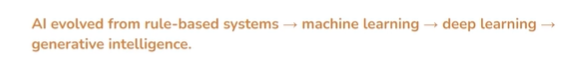 AI evolved from rule-based systems → machine learning → deep learning →
generative intelligence.